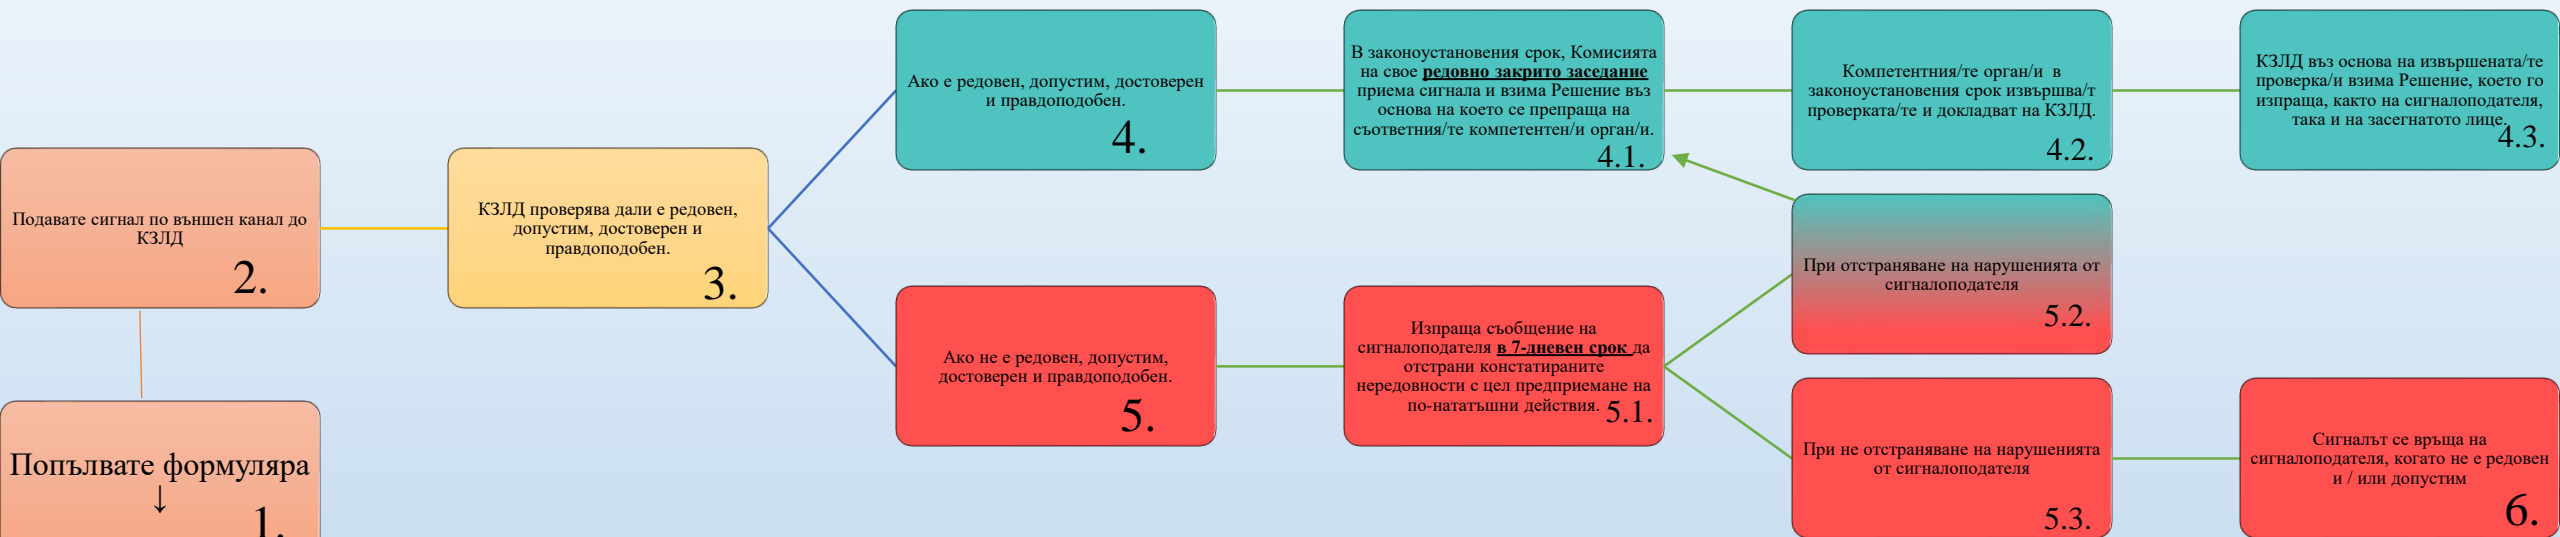 Попълвате формуляра
↓
1.
Подавате сигнал по външен канал до
КЗЛД
2.
КЗЛД проверява дали е редовен,
допустим, достоверен и
правдоподобен.
3.
Ако е редовен, допустим, достоверен
и правдоподобен.
4.
В законоустановения срок, Комисията
на свое редовно закрито заседание
приема сигнала и взима Решение въз
основа на което се препраща на
съответния/те компетентен/и орган/и.
4.1.
Компетентния/те орган/и в
законоустановения срок извършва/т
проверката/те и докладват на КЗЛД.
4.2.
КЗЛД въз основа на извършената/те
проверка/и взима Решение, което го
изпраща, както на сигналоподателя,
така и на засегнатото лице.
4.3.
Ако не е редовен, допустим,
достоверен и правдоподобен.
5.
Изпраща съобщение на
сигналоподателя в 7-дневен срок да
отстрани констатираните
нередовности с цел предприемане на
по-нататъшни действия.
5.1.
При отстраняване на нарушенията от
сигналоподателя
5.2.
При не отстраняване на нарушенията
от сигналоподателя
5.3.
Сигналът се връща на
сигналоподателя, когато не е редовен
и / или допустим
6.